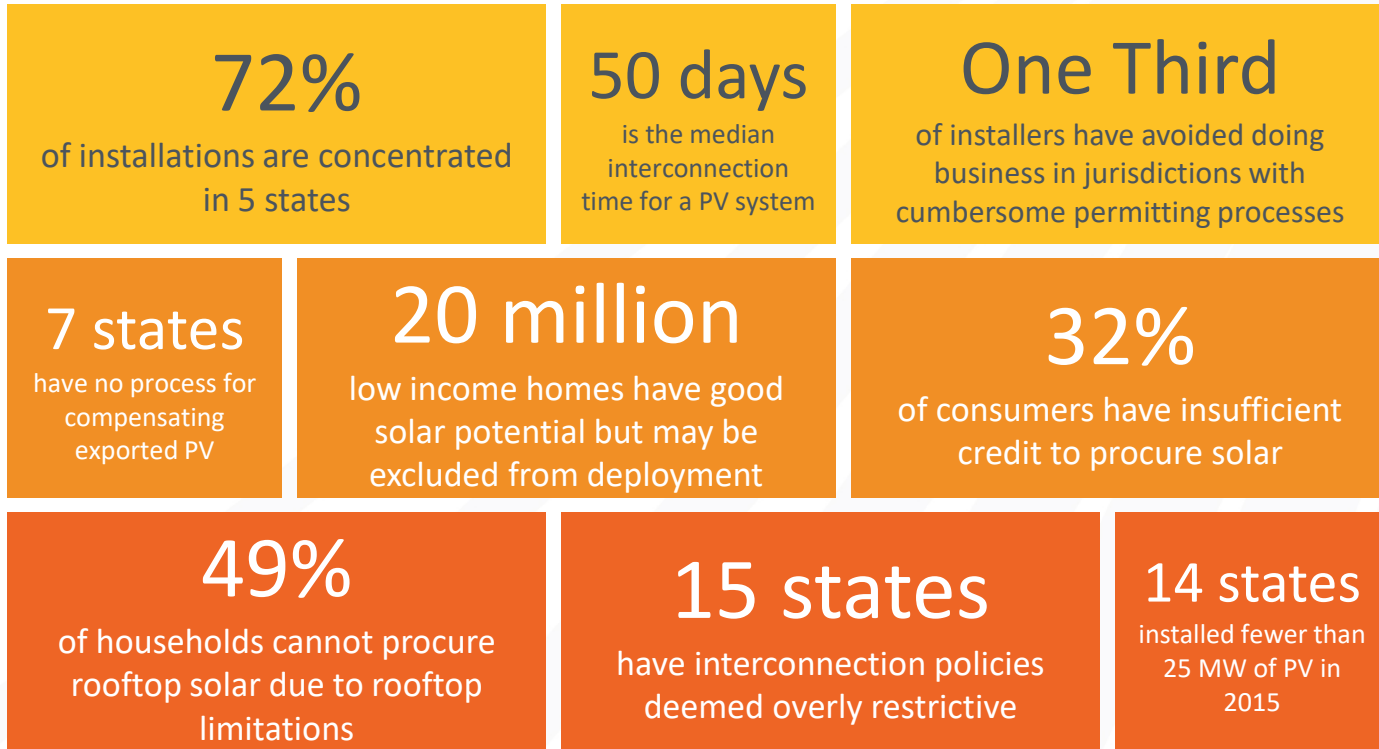 72%
of installations are concentrated
in 5 states
50 days
is the median
interconnection
time for a PV system
One Third
of installers have avoided doing
business in jurisdictions with
cumbersome permitting processes
7 states
have no process for
compensating
exported PV
20 million
low income homes have good
solar potential but may be
excluded from deployment
32%
of consumers have insufficient
credit to procure solar
49%
of households cannot procure
rooftop solar due to rooftop
limitations
15 states
have interconnection policies
deemed overly restrictive
14 states
installed fewer than
25 MW of PV in
2015